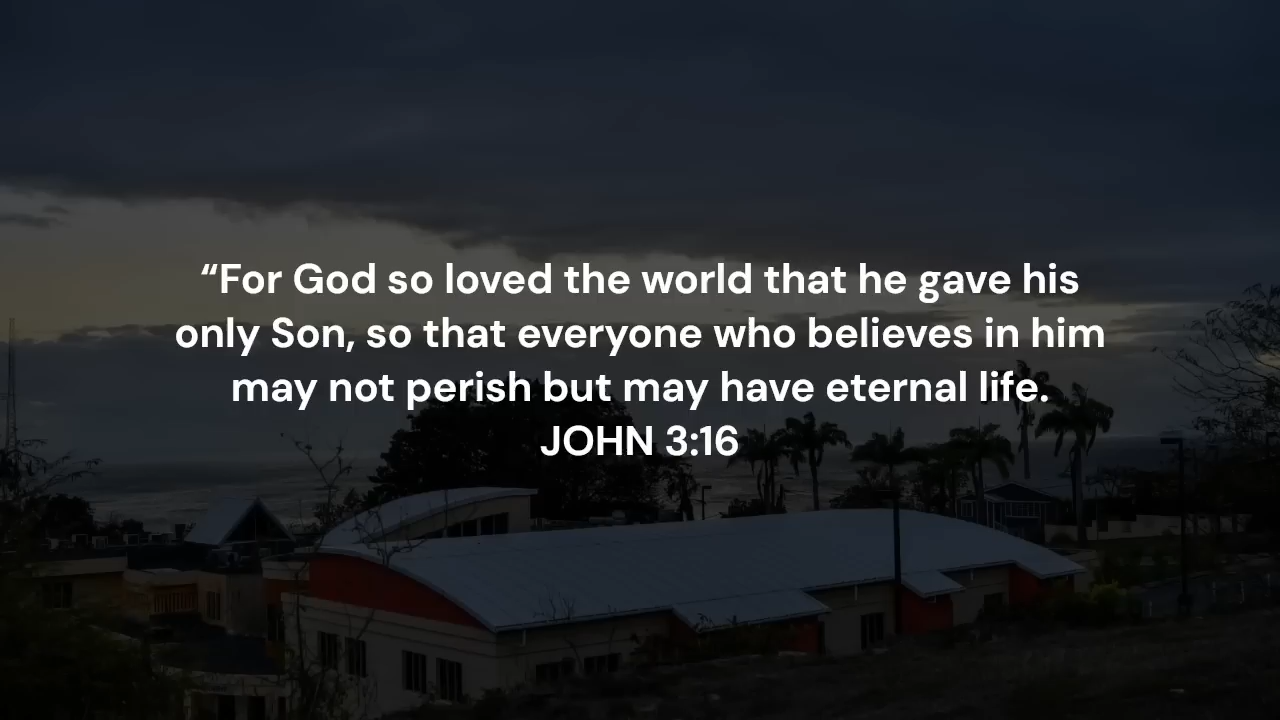 “For God so loved the world that he gave his
only Son, so that everyone who believes in him
may not perish but may have eternal life.
JOHN 3:16